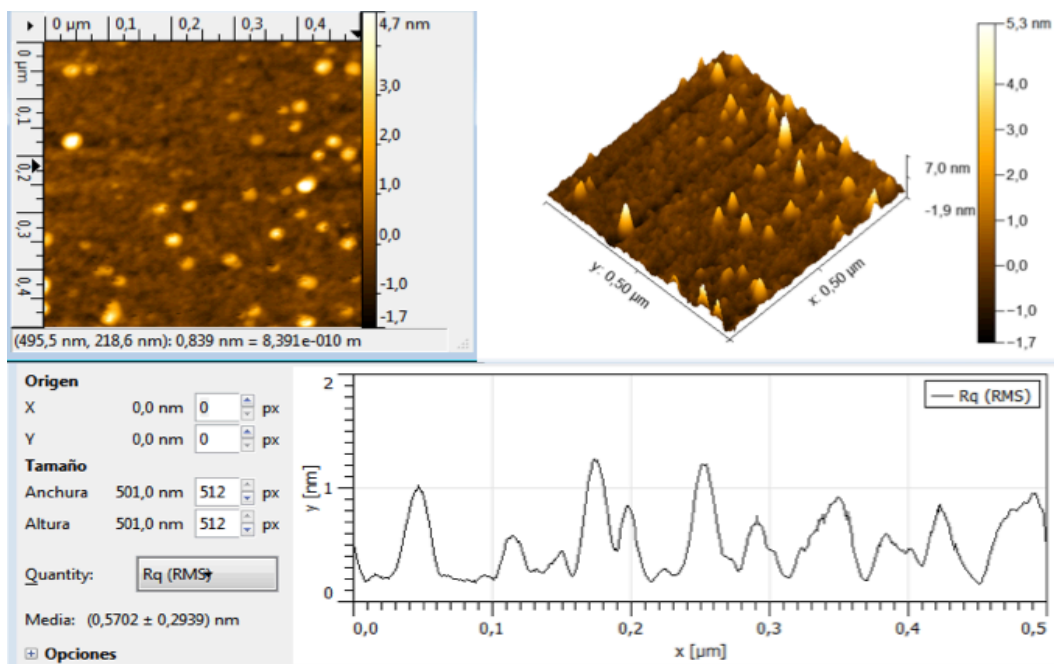 0 µm 0,1 0,2 0,3 0,4
4,7 nm
3,0
2,0
1,0
0,0
-1,0
-1,7
0 µm
0,1
0,2
0,3
0,4
(495,5 nm, 218,6 nm): 0,839 nm = 8,391e-010 m
5,3 nm
4,0
3,0
2,0
1,0
0,0
−1,0
−1,7
7,0 nm
-1,9 nm
y: 0,50 µm
x: 0,50 µm
Origen
X 0,0 nm 0 px
Y 0,0 nm 0 px
Tamaño
Anchura 501,0 nm 512 px
Altura 501,0 nm 512 px
Quantity: Rq (RMS)
Media: (0,5702 ± 0,2939) nm
Opciones
2
1
0
y [nm]
Rq (RMS)
0,0 0,1 0,2 0,3 0,4 0,5
x [µm]